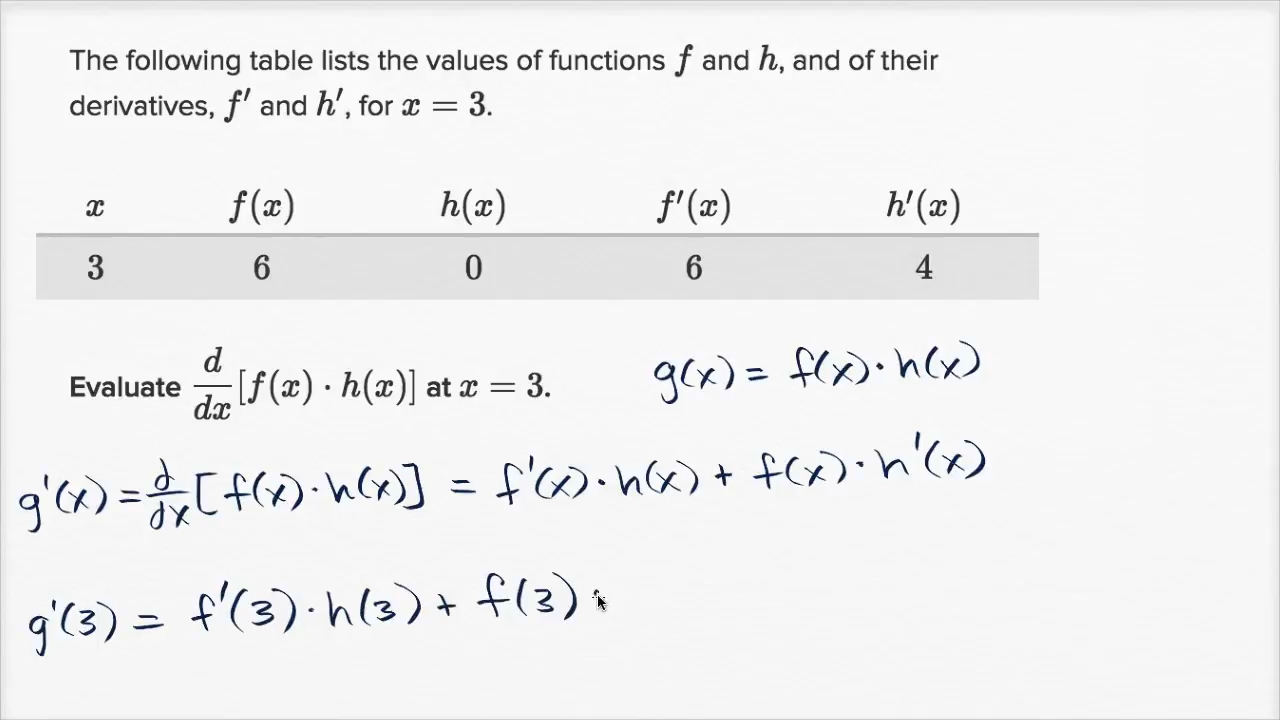 The following table lists the values of functions f and h, and of their
derivatives, f′ and h′, for x = 3.
x f(x) h(x) f′(x) h′(x)
3 6 0 6 4
Evaluate d/dx [f(x) · h(x)] at x = 3.
g(x) = f(x) · h(x)
g'(x) = d/dx [f(x) · h(x)] = f'(x) · h(x) + f(x) · h'(x)
g'(3) = f'(3) · h(3) + f(3) ·